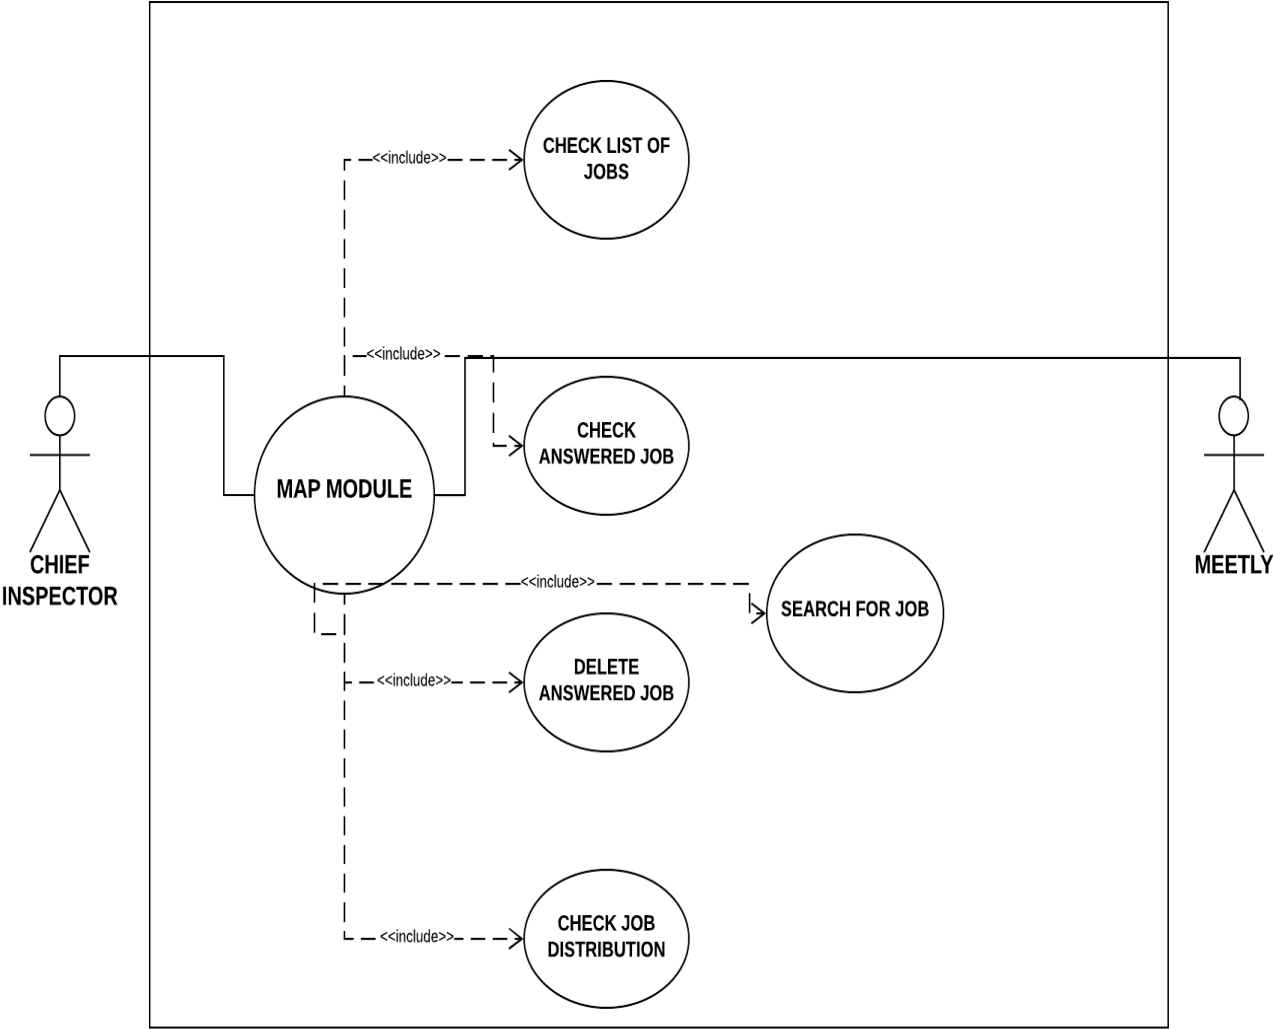 CHECK LIST OF
JOBS
<<include>>
<<include>>
CHECK
ANSWERED JOB
MAP MODULE
CHIEF
INSPECTOR
MEETLY
<<include>>
SEARCH FOR JOB
DELETE
ANSWERED JOB
<<include>>
CHECK JOB
DISTRIBUTION
<<include>>